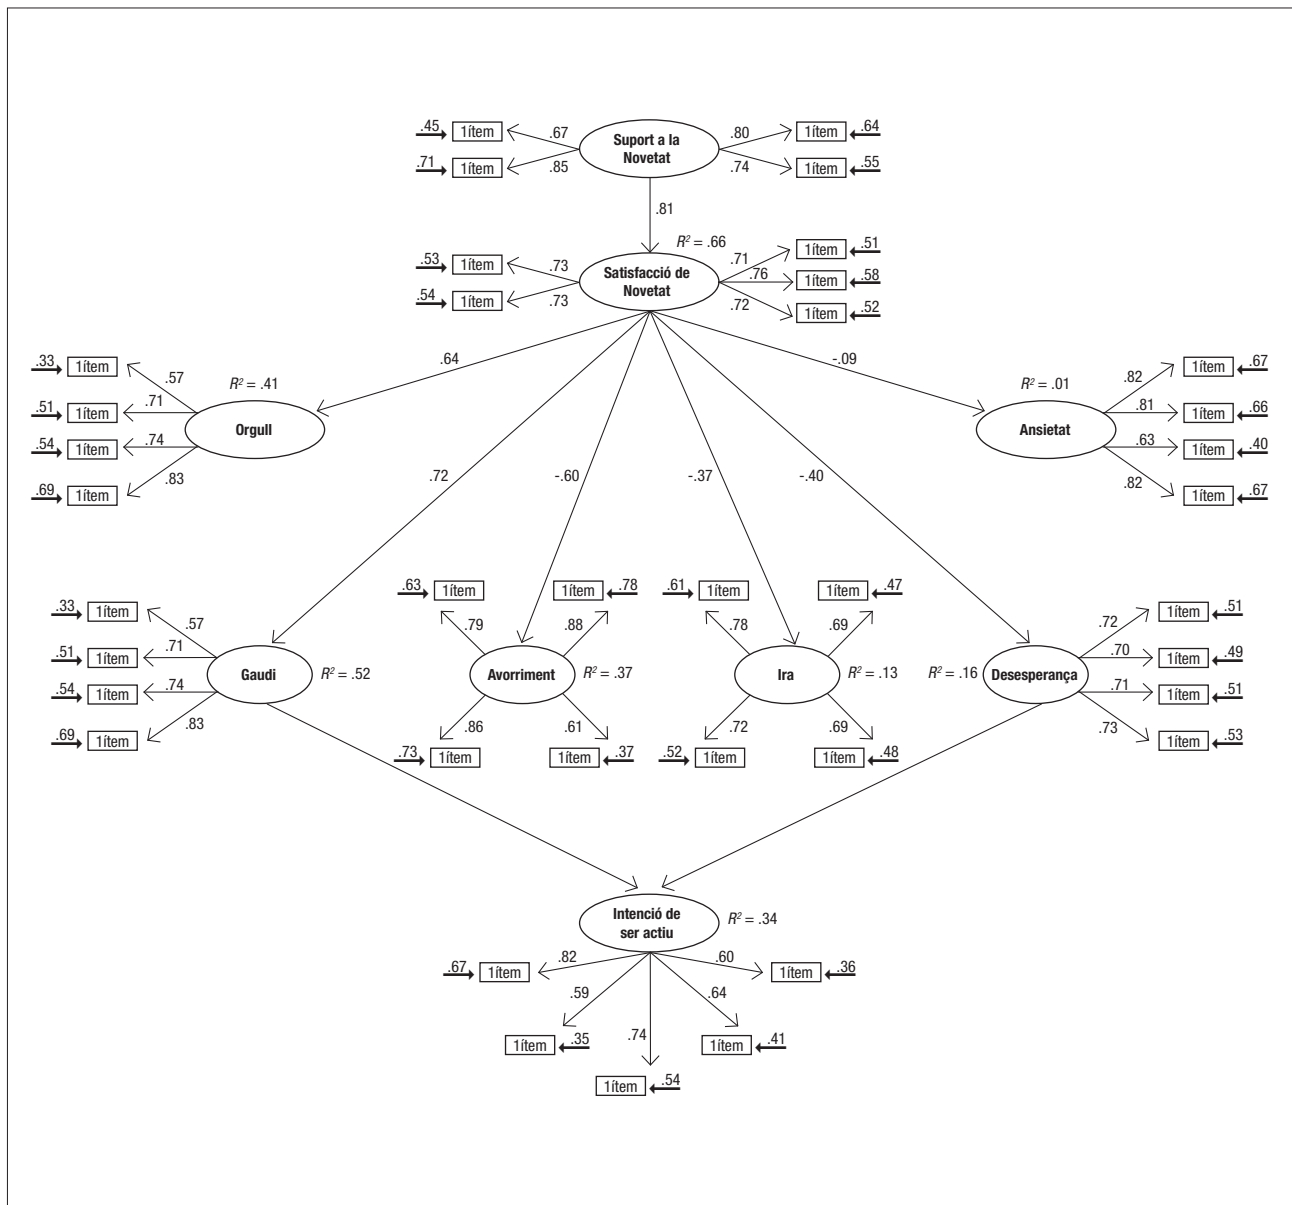 .45 1ítem .67 Suport a la Novetat .80 1ítem .64
.71 1ítem .85 .74 1ítem .55
.81
R² = .66
.53 1ítem .73 Satisfacció de Novetat .71 1ítem .51
.76 1ítem .58
.54 1ítem .73 .72 1ítem .52
.64
-.09
.33 1ítem .57
R² = .41
.51 1ítem .71
Orgull
.54 1ítem .74
.69 1ítem .83
R² = .01
.82 1ítem .67
.81 1ítem .66
Ansietat
.63 1ítem .40
.82 1ítem .67
.72 -.60 -.37 -.40
.33 1ítem .57
.51 1ítem .71
Gaudi R² = .52
.54 1ítem .74
.69 1ítem .83
.63 1ítem 1ítem .78
.79 .88
Avorriment R² = .37
.86 .61
.73 1ítem 1ítem .37
.61 1ítem 1ítem .47
.78 .69
Ira R² = .13
.72 .69
.52 1ítem 1ítem .48
.72 1ítem .51
.70 1ítem .49
R² = .16 Desesperança
.71 1ítem .51
.73 1ítem .53
Intenció de
ser actiu
R² = .34
.67 1ítem .82 .60 1ítem .36
.59 .64
1ítem .35 .74 1ítem .41
1ítem .54